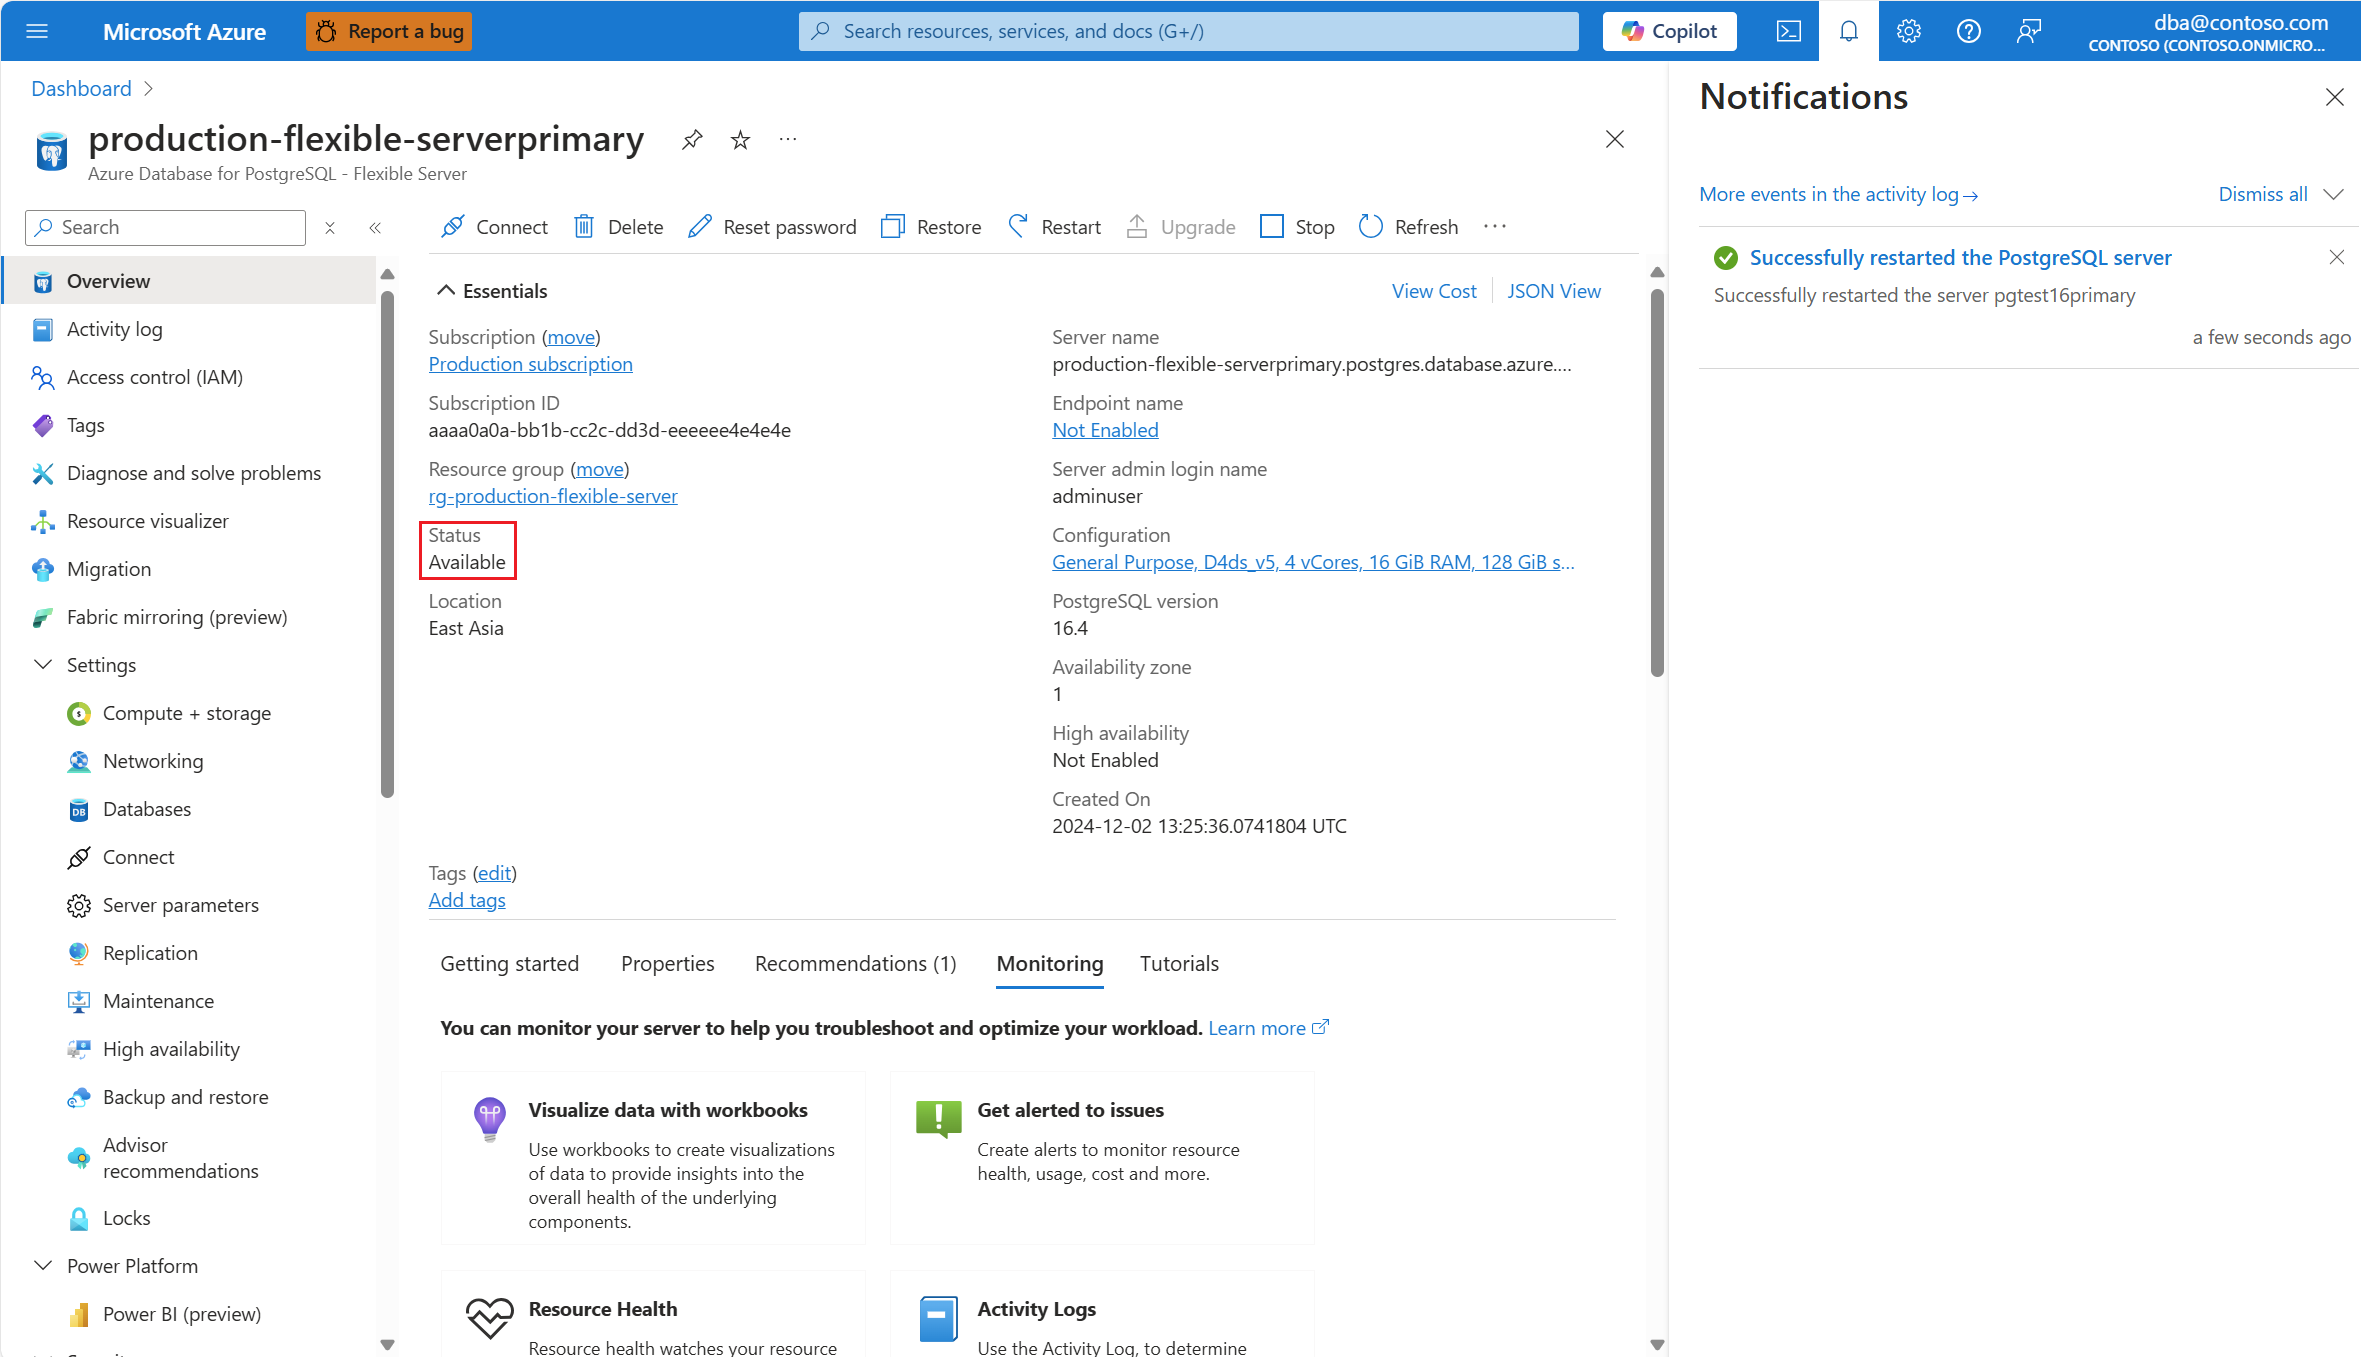 Microsoft Azure
Report a bug
Search resources, services, and docs (G+/)
Copilot
dba@contoso.com
CONTOSO (CONTOSO.ONMICRO...
Dashboard
production-flexible-serverprimary
Azure Database for PostgreSQL - Flexible Server
Search
Overview
Activity log
Access control (IAM)
Tags
Diagnose and solve problems
Resource visualizer
Migration
Fabric mirroring (preview)
Settings
Compute + storage
Networking
Databases
Connect
Server parameters
Replication
Maintenance
High availability
Backup and restore
Advisor
recommendations
Locks
Power Platform
Power BI (preview)
Connect
Delete
Reset password
Restore
Restart
Upgrade
Stop
Refresh
Essentials
View Cost
JSON View
Subscription (move)
Production subscription
Subscription ID
aaaa0a0a-bb1b-cc2c-dd3d-eeeeee4e4e4e
Resource group (move)
rg-production-flexible-server
Status
Available
Location
East Asia
Server name
production-flexible-serverprimary.postgres.database.azure....
Endpoint name
Not Enabled
Server admin login name
adminuser
Configuration
General Purpose, D4ds_v5, 4 vCores, 16 GiB RAM, 128 GiB s...
PostgreSQL version
16.4
Availability zone
1
High availability
Not Enabled
Created On
2024-12-02 13:25:36.0741804 UTC
Tags (edit)
Add tags
Getting started
Properties
Recommendations (1)
Monitoring
Tutorials
You can monitor your server to help you troubleshoot and optimize your workload. Learn more
Visualize data with workbooks
Use workbooks to create visualizations
of data to provide insights into the
overall health of the underlying
components.
Get alerted to issues
Create alerts to monitor resource
health, usage, cost and more.
Resource Health
Resource health watches your resource
Activity Logs
Use the Activity Log, to determine
Notifications
More events in the activity log →
Dismiss all
Successfully restarted the PostgreSQL server
Successfully restarted the server pgtest16primary
a few seconds ago